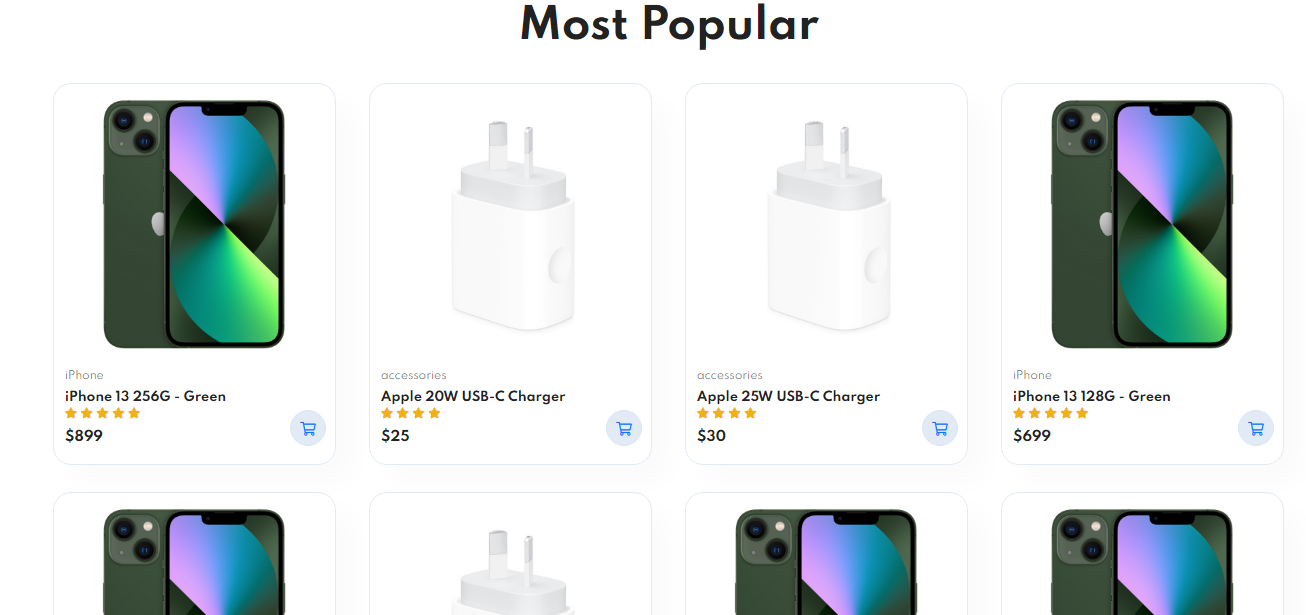 Most Popular
iPhone
iPhone 13 256G - Green
$899
accessories
Apple 20W USB-C Charger
$25
accessories
Apple 25W USB-C Charger
$30
iPhone
iPhone 13 128G - Green
$699